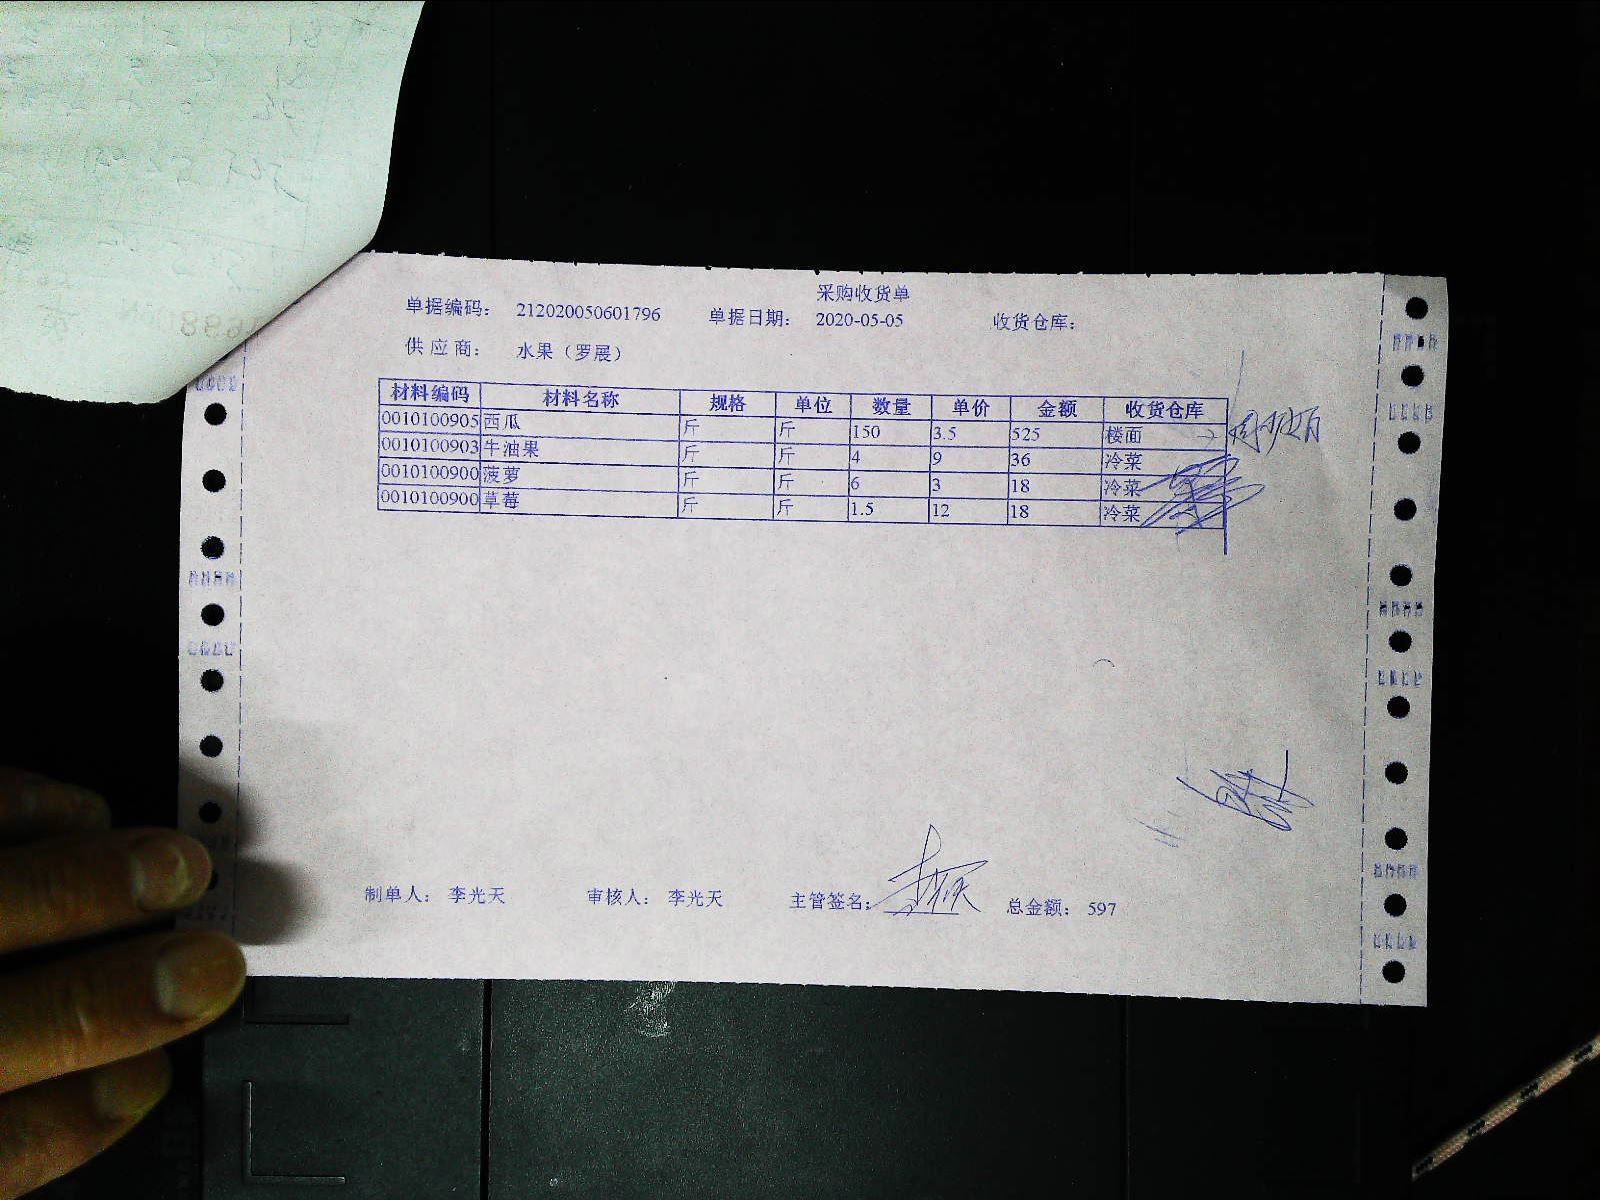 采购收货单
单据编码: 212020050601796 单据日期: 2020-05-05 收货仓库:
供应商: 水果（罗展）
材料编码 材料名称 规格 单位 数量 单价 金额 收货仓库
0010100905 西瓜 斤 斤 150 3.5 525 楼面
0010100903 牛油果 斤 斤 4 9 36 冷菜
0010100900 菠萝 斤 斤 6 3 18 冷菜
0010100900 草莓 斤 斤 1.5 12 18 冷菜
制单人: 李光天 审核人: 李光天 主管签名: 总金额: 597